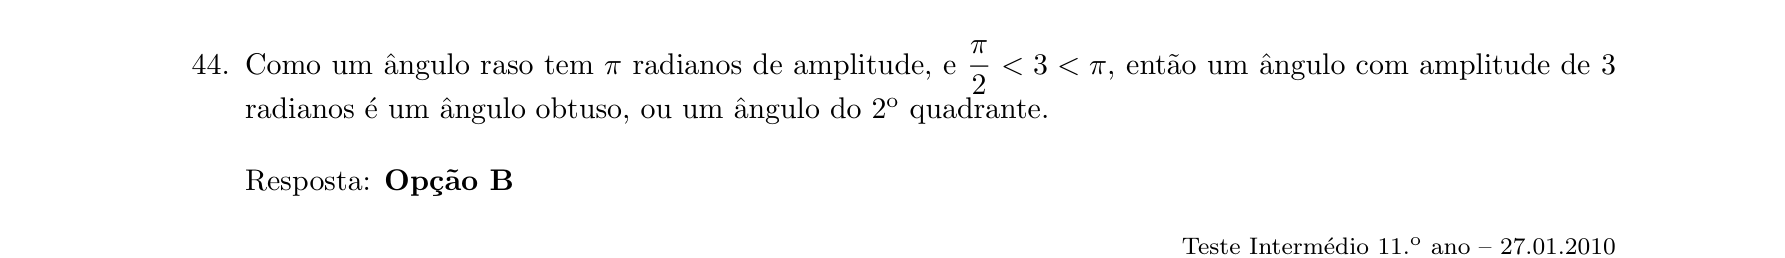 44. Como um ângulo raso tem π radianos de amplitude, e π/2 < 3 < π, então um ângulo com amplitude de 3
radianos é um ângulo obtuso, ou um ângulo do 2º quadrante.
Resposta: Opção B
Teste Intermédio 11.º ano – 27.01.2010